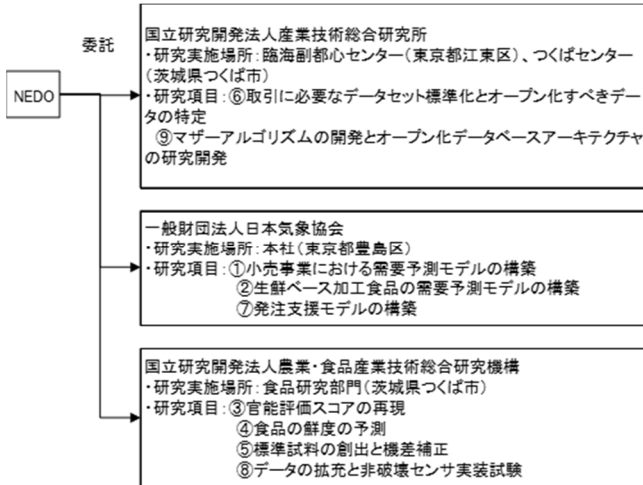 委託
NEDO
国立研究開発法人産業技術総合研究所
・研究実施場所：臨海副都心センター（東京都江東区）、つくばセンター
（茨城県つくば市）
・研究項目：⑥取引に必要なデータセット標準化とオープン化すべきデー
タの特定
⑨マザーアルゴリズムの開発とオープン化データベースアーキテクチャ
の研究開発
一般財団法人日本気象協会
・研究実施場所：本社（東京都豊島区）
・研究項目：①小売事業における需要予測モデルの構築
②生鮮ベース加工食品の需要予測モデルの構築
⑦発注支援モデルの構築
国立研究開発法人農業・食品産業技術総合研究機構
・研究実施場所：食品研究部門（茨城県つくば市）
・研究項目：③官能評価スコアの再現
④食品の鮮度の予測
⑤標準試料の創出と機差補正
⑧データの拡充と非破壊センサ実装試験